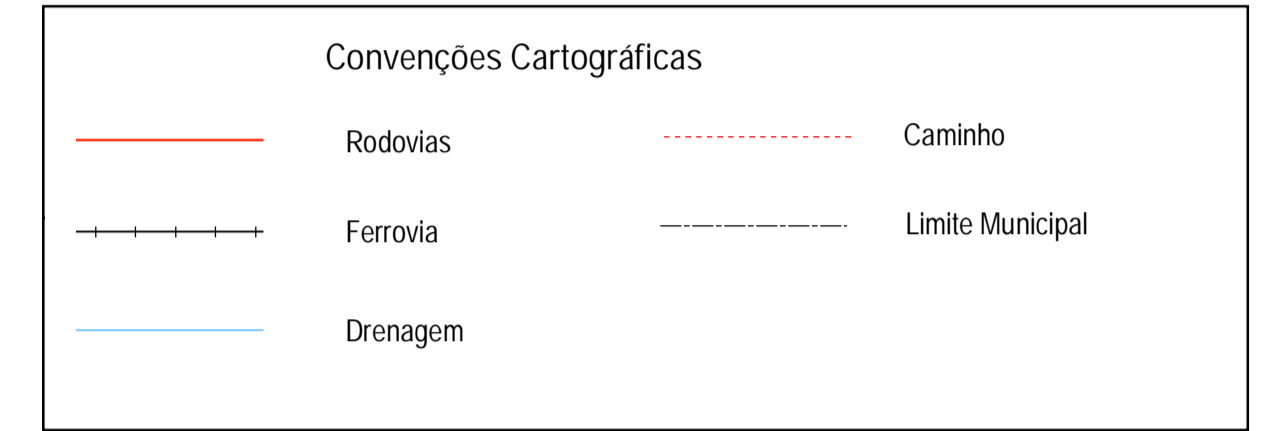 Convenções Cartográficas
Rodovias
Caminho
Ferrovia
Limite Municipal
Drenagem